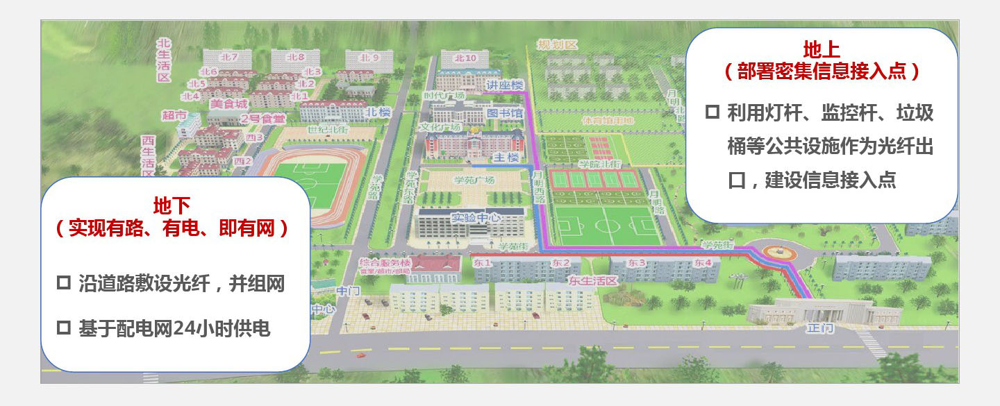 地上
（部署密集信息接入点）
利用灯杆、监控杆、垃圾
桶等公共设施作为光纤出
口，建设信息接入点
地下
（实现有路、有电、即有网）
沿道路敷设光纤，并组网
基于配电网24小时供电
北生活区
北7
北8
北9
北10
规划区
北6
北3
北5
北2
北4
北1
美食城
超市
2号食堂
北楼
世纪北街
西3
西2
西生活区
时代广场
讲座楼
图书馆
文化广场
主楼
学苑广场
学苑路
学苑东路
月明西路
体育馆用地
学院北街
月明路
月明北路
实验中心
学苑街
学苑街
综合服务楼
东1
东2
东3
东4
东生活区
中门
中心
正门